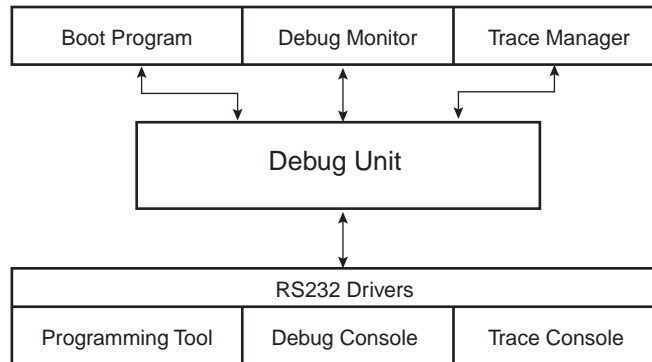 Boot Program
Debug Monitor
Trace Manager
Debug Unit
RS232 Drivers
Programming Tool
Debug Console
Trace Console